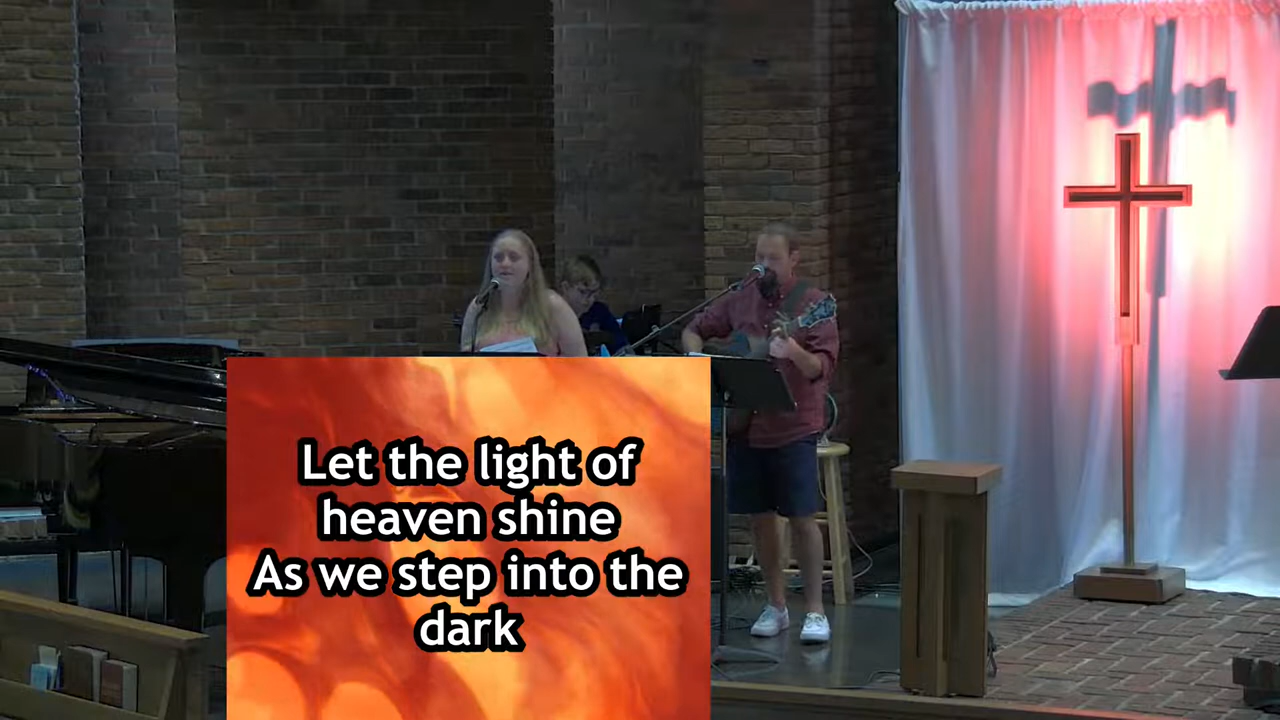 Let the light of
heaven shine
As we step into the
dark